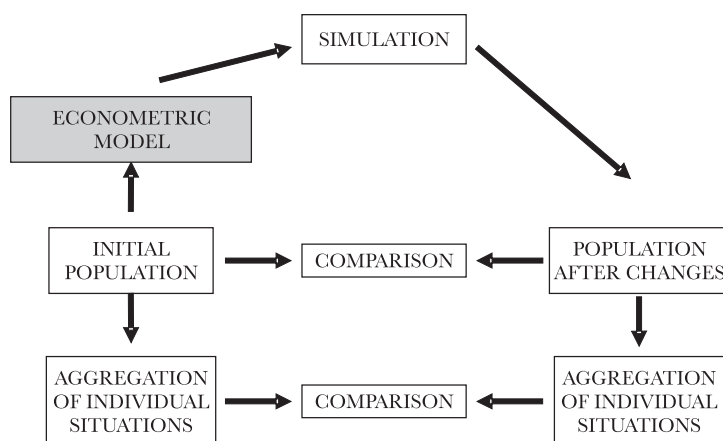 SIMULATION
ECONOMETRIC
MODEL
INITIAL
POPULATION
COMPARISON
POPULATION
AFTER CHANGES
AGGREGATION
OF INDIVIDUAL
SITUATIONS
COMPARISON
AGGREGATION
OF INDIVIDUAL
SITUATIONS